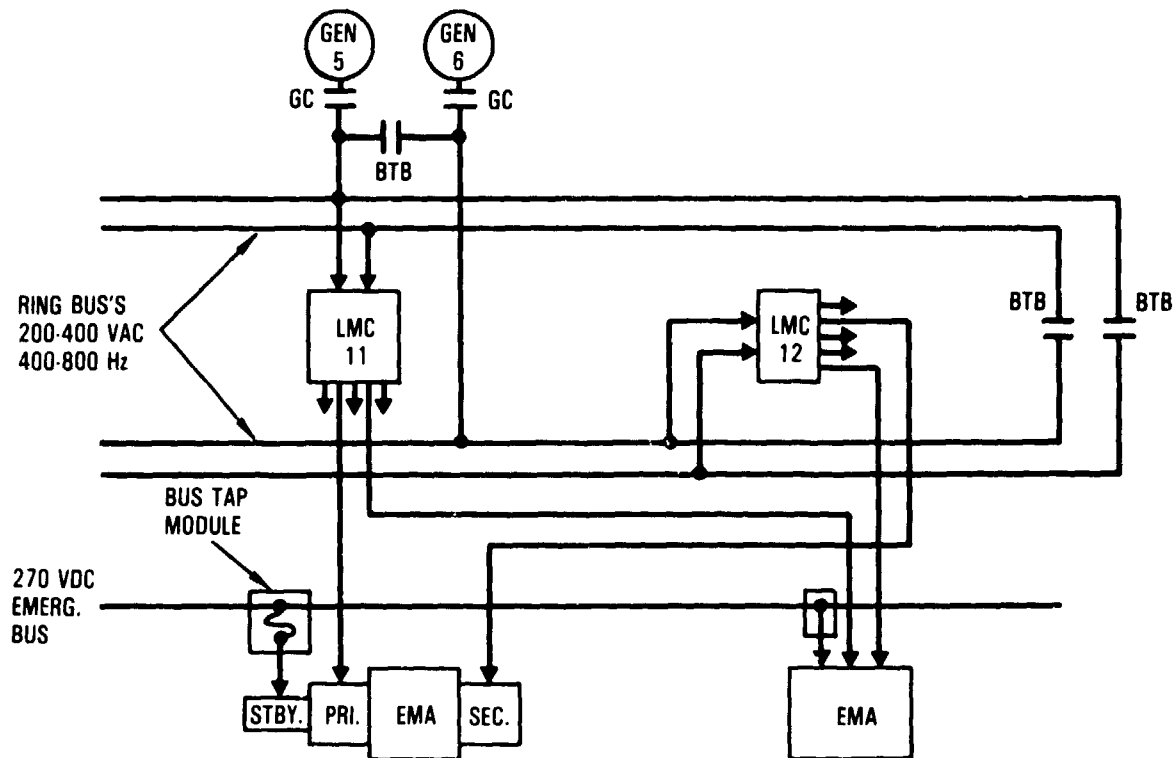 GEN
5
GEN
6
GC
GC
BTB
RING BUS'S
200-400 VAC
400-800 Hz
LMC
11
LMC
12
BTB
BTB
BUS TAP
MODULE
270 VDC
EMERG.
BUS
STBY.
PRI.
EMA
SEC.
EMA